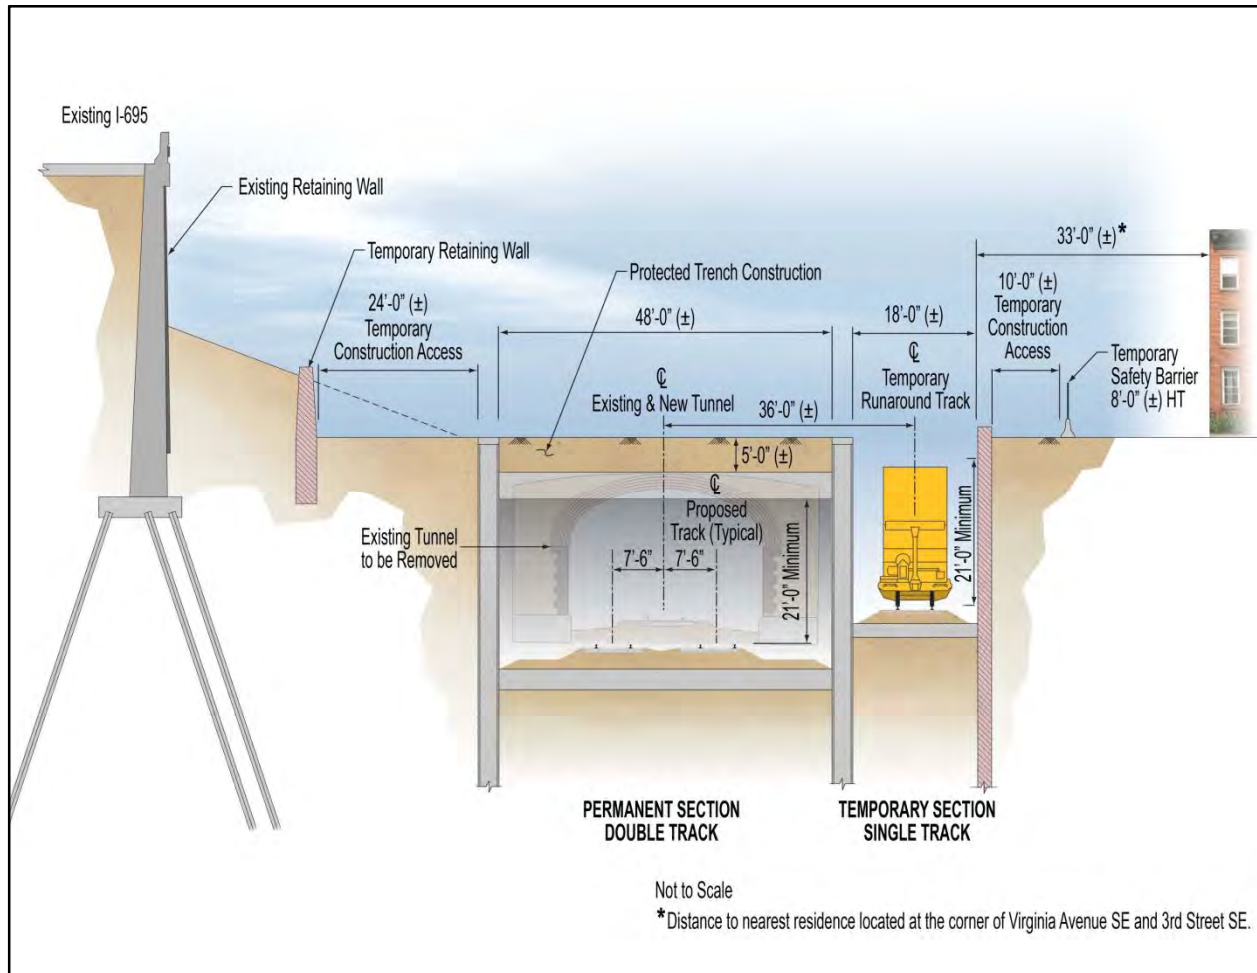 Existing I-695
Existing Retaining Wall
Temporary Retaining Wall
24'-0" (±)
Temporary
Construction Access
Protected Trench Construction
48'-0" (±)
18'-0" (±)
33'-0" (±)*
10'-0" (±)
Temporary
Construction
Access
Temporary
Safety Barrier
8'-0" (±) HT
℄
Existing & New Tunnel
℄
Temporary
Runaround Track
36'-0" (±)
5'-0" (±)
℄
Proposed
Track (Typical)
Existing Tunnel
to be Removed
7'-6"
7'-6"
21'-0" Minimum
21'-0" Minimum
PERMANENT SECTION
DOUBLE TRACK
TEMPORARY SECTION
SINGLE TRACK
Not to Scale
*Distance to nearest residence located at the corner of Virginia Avenue SE and 3rd Street SE.